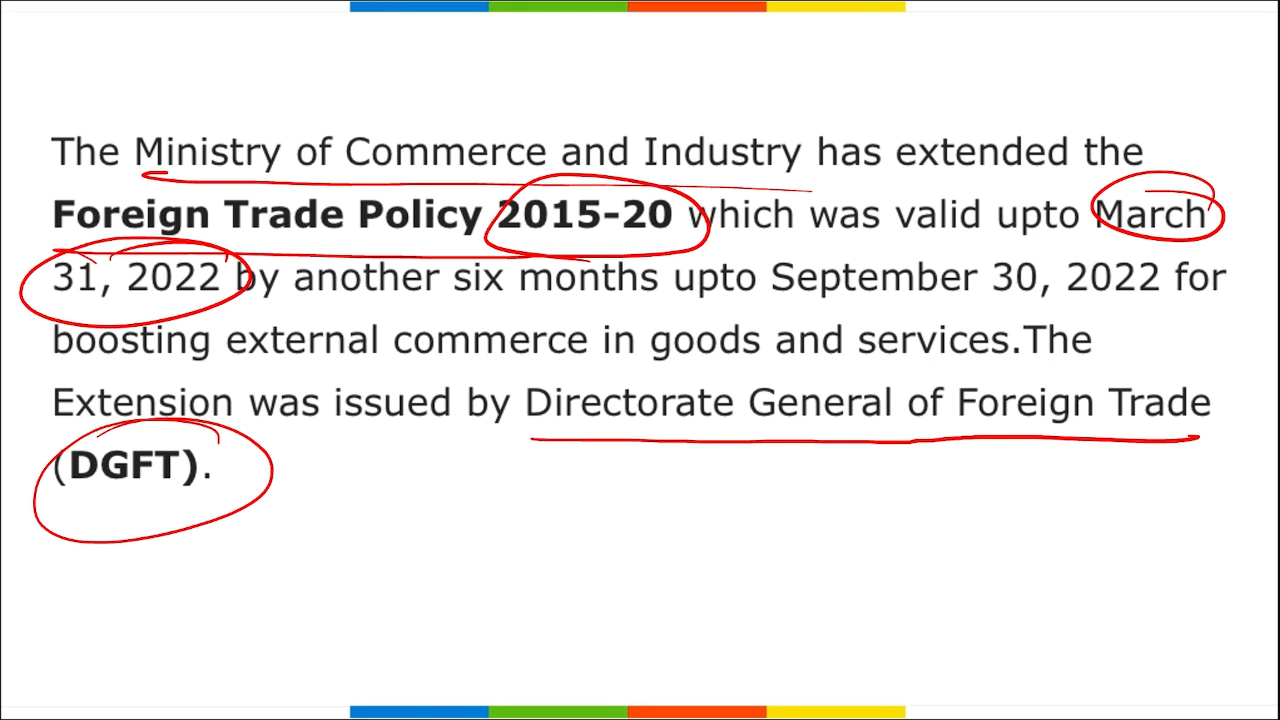 The Ministry of Commerce and Industry has extended the
Foreign Trade Policy 2015-20 which was valid upto March
31, 2022 by another six months upto September 30, 2022 for
boosting external commerce in goods and services.The
Extension was issued by Directorate General of Foreign Trade
(DGFT).